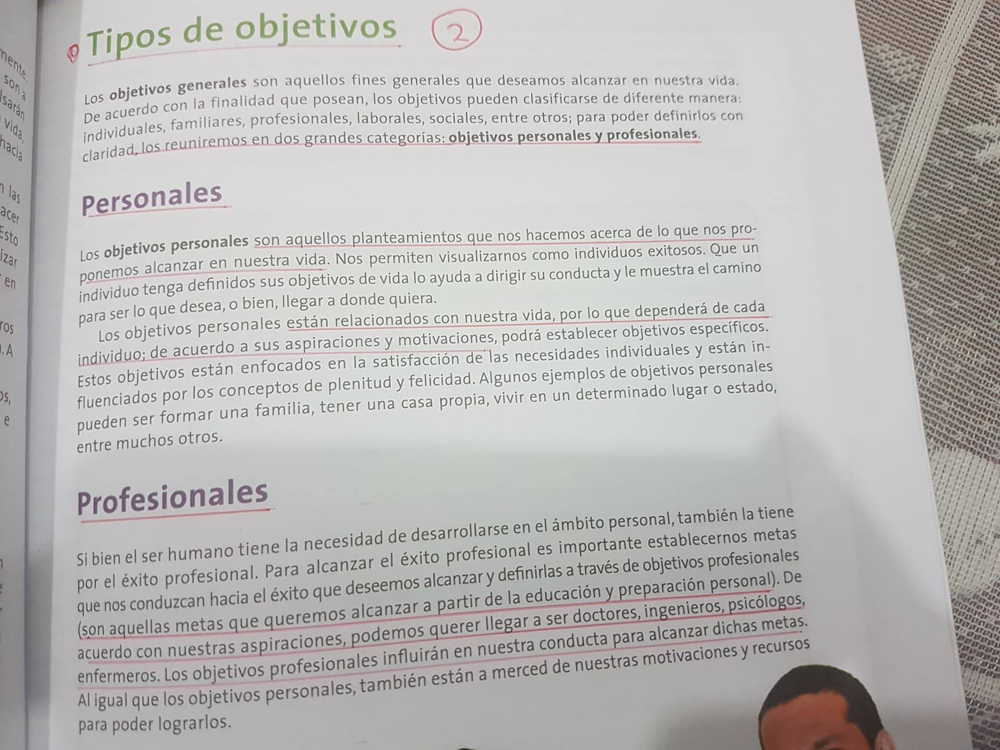 mente.
son a
sarán
vida,
hacia
las
acer
Esto
izar
en
ros
.A
os,
e
Tipos de objetivos 2
Los objetivos generales son aquellos fines generales que deseamos alcanzar en nuestra vida.
De acuerdo con la finalidad que posean, los objetivos pueden clasificarse de diferente manera:
individuales, familiares, profesionales, laborales, sociales, entre otros; para poder definirlos con
claridad, los reuniremos en dos grandes categorías: objetivos personales y profesionales.
Personales
Los objetivos personales son aquellos planteamientos que nos hacemos acerca de lo que nos pro-
ponemos alcanzar en nuestra vida. Nos permiten visualizarnos como individuos exitosos. Que un
individuo tenga definidos sus objetivos de vida lo ayuda a dirigir su conducta y le muestra el camino
para ser lo que desea, o bien, llegar a donde quiera.
Los objetivos personales están relacionados con nuestra vida, por lo que dependerá de cada
individuo; de acuerdo a sus aspiraciones y motivaciones, podrá establecer objetivos específicos.
Estos objetivos están enfocados en la satisfacción de las necesidades individuales y están in-
fluenciados por los conceptos de plenitud y felicidad. Algunos ejemplos de objetivos personales
pueden ser formar una familia, tener una casa propia, vivir en un determinado lugar o estado,
entre muchos otros.
Profesionales
Si bien el ser humano tiene la necesidad de desarrollarse en el ámbito personal, también la tiene
por el éxito profesional. Para alcanzar el éxito profesional es importante establecernos metas
que nos conduzcan hacia el éxito que deseemos alcanzar y definirlas a través de objetivos profesionales
(son aquellas metas que queremos alcanzar a partir de la educación y preparación personal). De
acuerdo con nuestras aspiraciones, podemos querer llegar a ser doctores, ingenieros, psicólogos,
enfermeros. Los objetivos profesionales influirán en nuestra conducta para alcanzar dichas metas.
Al igual que los objetivos personales, también están a merced de nuestras motivaciones y recursos
para poder lograrlos.